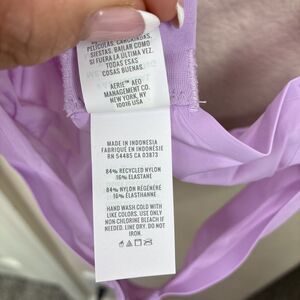 PELÍCULAS, CARCAJADAS,
SIESTAS, BAILAR COMO
SI FUERA LA ÚLTIMA VEZ.
TODAS ESAS
COSAS BUENAS.
AERIE™ AEO
MANAGEMENT CO.
NEW YORK, NY
10016 USA
MADE IN INDONESIA
FABRIQUÉ EN INDONÉSIE
RN 54485 CA 03873
84% RECYCLED NYLON
16% ELASTANE
84% NYLON RÉGÉNÉRÉ
16% ÉLASTHANNE
HAND WASH COLD WITH
LIKE COLORS. USE ONLY
NON-CHLORINE BLEACH IF
NEEDED. LINE DRY. DO NOT
IRON.